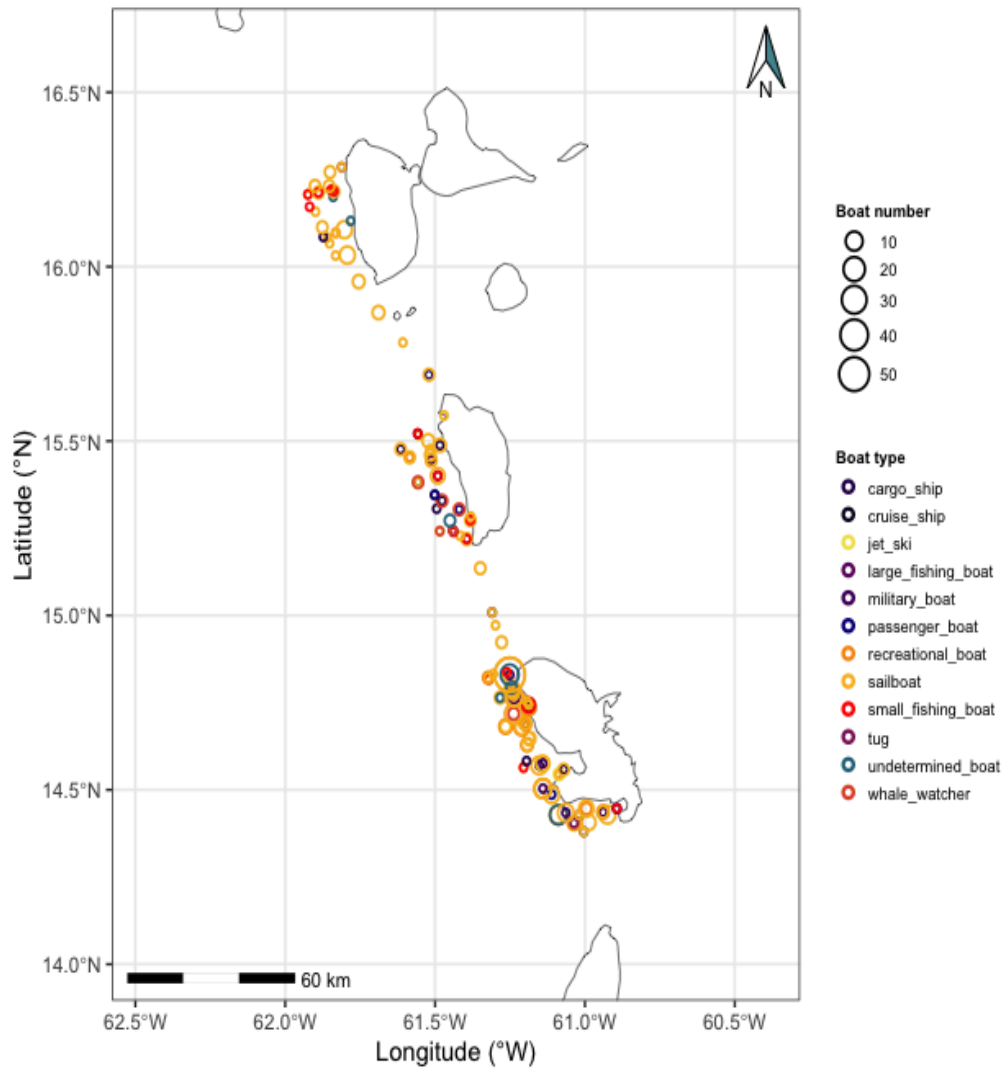 N
16.5°N
16.0°N
15.5°N
15.0°N
14.5°N
14.0°N
Latitude (°N)
60 km
62.5°W
62.0°W
61.5°W
61.0°W
60.5°W
Longitude (°W)
Boat number
10
20
30
40
50
Boat type
cargo_ship
cruise_ship
jet_ski
large_fishing_boat
military_boat
passenger_boat
recreational_boat
sailboat
small_fishing_boat
tug
undetermined_boat
whale_watcher